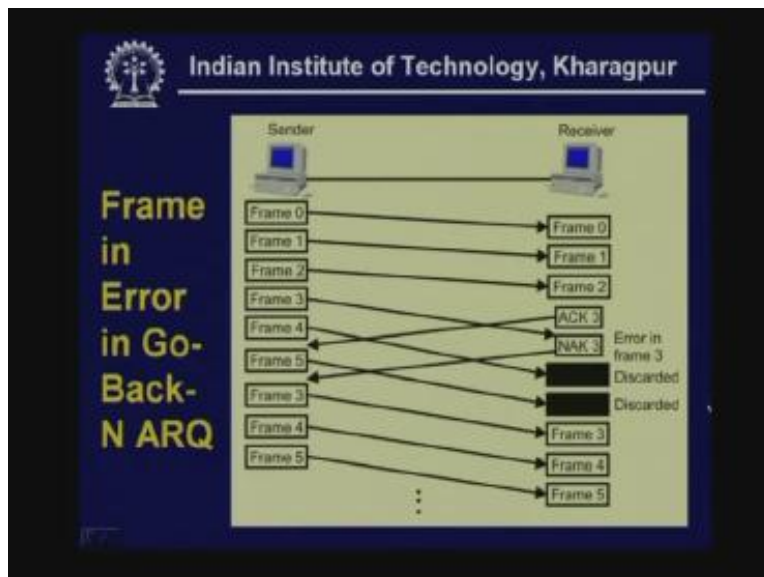 Indian Institute of Technology, Kharagpur
Frame
in
Error
in Go-
Back-
N ARQ
Sender
Receiver
Frame 0
Frame 1
Frame 2
Frame 3
Frame 4
Frame 5
Frame 3
Frame 4
Frame 5
Frame 0
Frame 1
Frame 2
ACK 3
NAK 3
Error in
frame 3
Discarded
Discarded
Frame 3
Frame 4
Frame 5